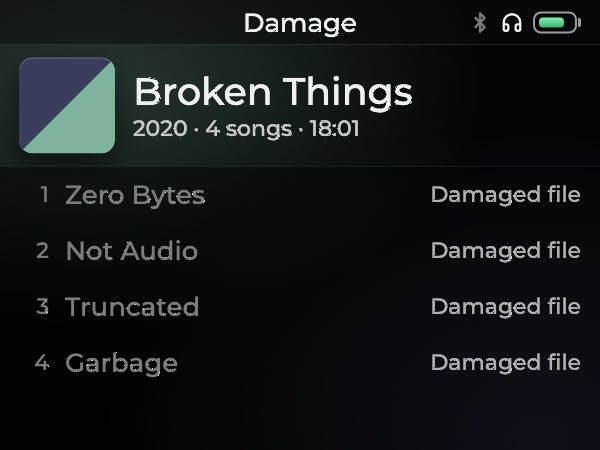 Damage
Broken Things
2020 · 4 songs · 18:01
1 Zero Bytes Damaged file
2 Not Audio Damaged file
3 Truncated Damaged file
4 Garbage Damaged file